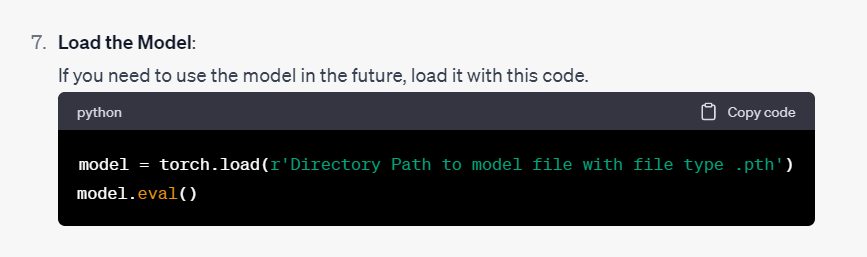 7. Load the Model:
If you need to use the model in the future, load it with this code.
python Copy code
model = torch.load(r'Directory Path to model file with file type .pth')
model.eval()